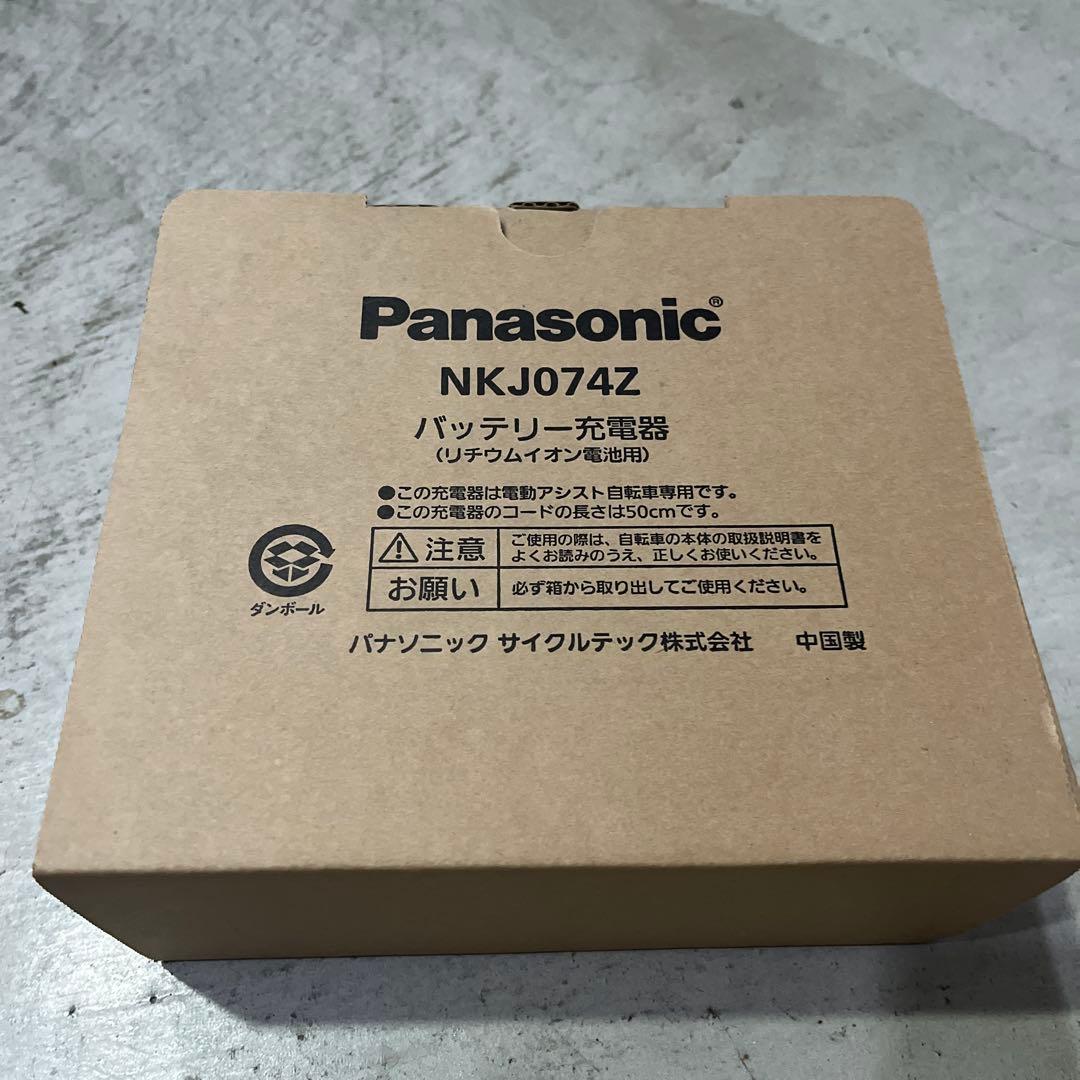 Panasonic®
NKJ074Z
バッテリー充電器
(リチウムイオン電池用)
●この充電器は電動アシスト自転車専用です。
●この充電器のコードの長さは50cmです。
注意 ご使用の際は、自転車の本体の取扱説明書を
よくお読みのうえ、正しくお使いください。
お願い 必ず箱から取り出してご使用ください。
ダンボール
パナソニック サイクルテック株式会社 中国製